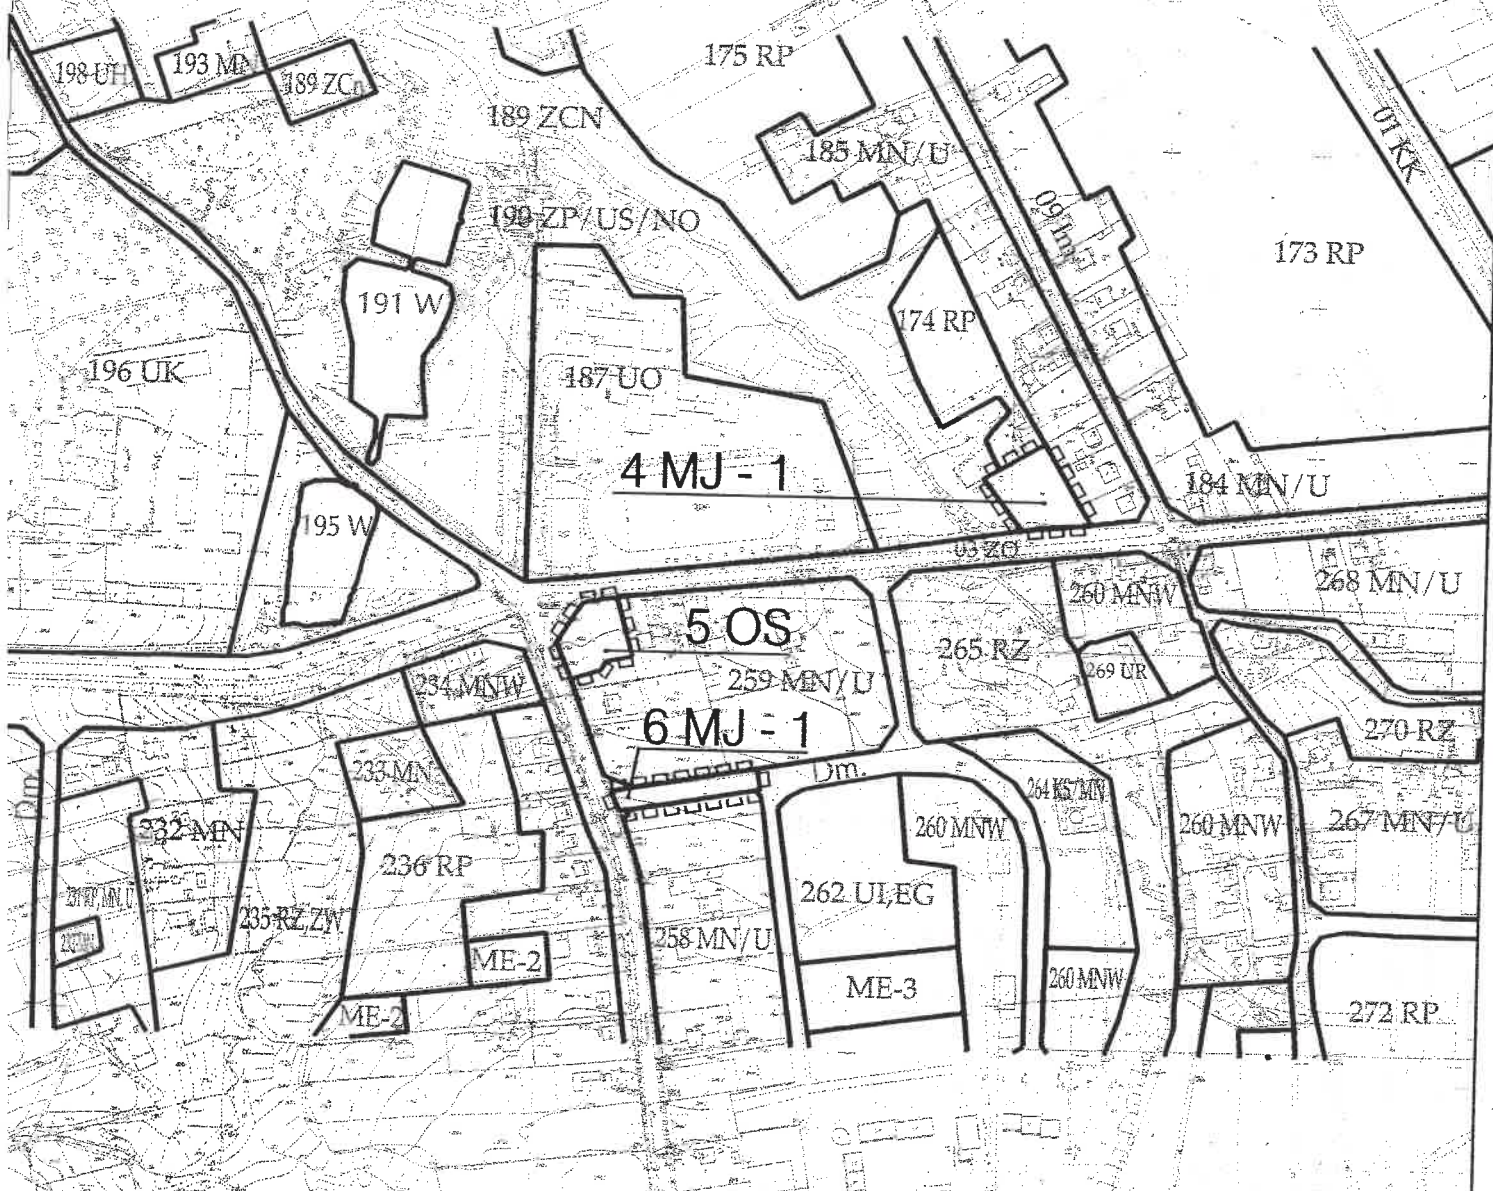 175 RP
198 UH
193 MN
189 ZCn
189 ZCN
01 KK
185 MN/U
190 ZP/US/NO
173 RP
191 W
174 RP
196 UK
187 UO
4 MJ - 1
184 MN/U
195 W
03 ZO
268 MN/U
260 MNW
5 OS
265 RZ
269 UR
234 MNW
259 MN/U
6 MJ - 1
270 RZ
Dm.
233 MN
Dm.
264 KS/MN
232 MN
260 MNW
260 MNW
267 MN/U
236 RP
262 UI,EG
235 RZ,ZW
258 MN/U
ME-2
ME-3
260 MNW
ME-2
272 RP